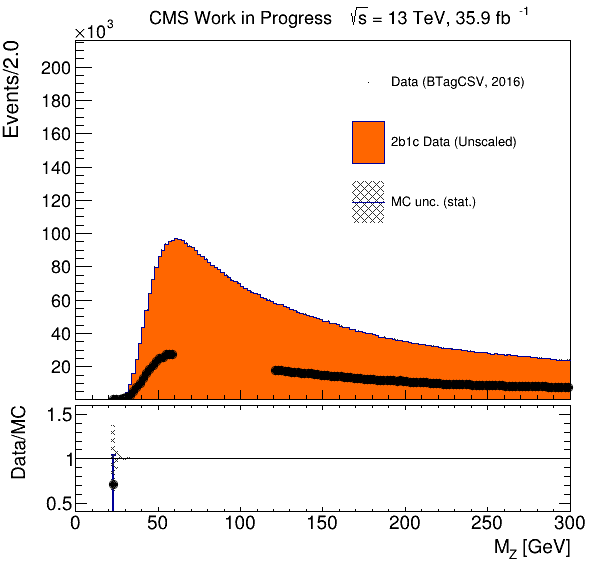 CMS Work in Progress √s = 13 TeV, 35.9 fb⁻¹
×10³
Events/2.0
200
180
160
140
120
100
80
60
40
20
Data (BTagCSV, 2016)
2b1c Data (Unscaled)
MC unc. (stat.)
Data/MC
1.5
1
0.5
0 50 100 150 200 250 300
M_Z [GeV]